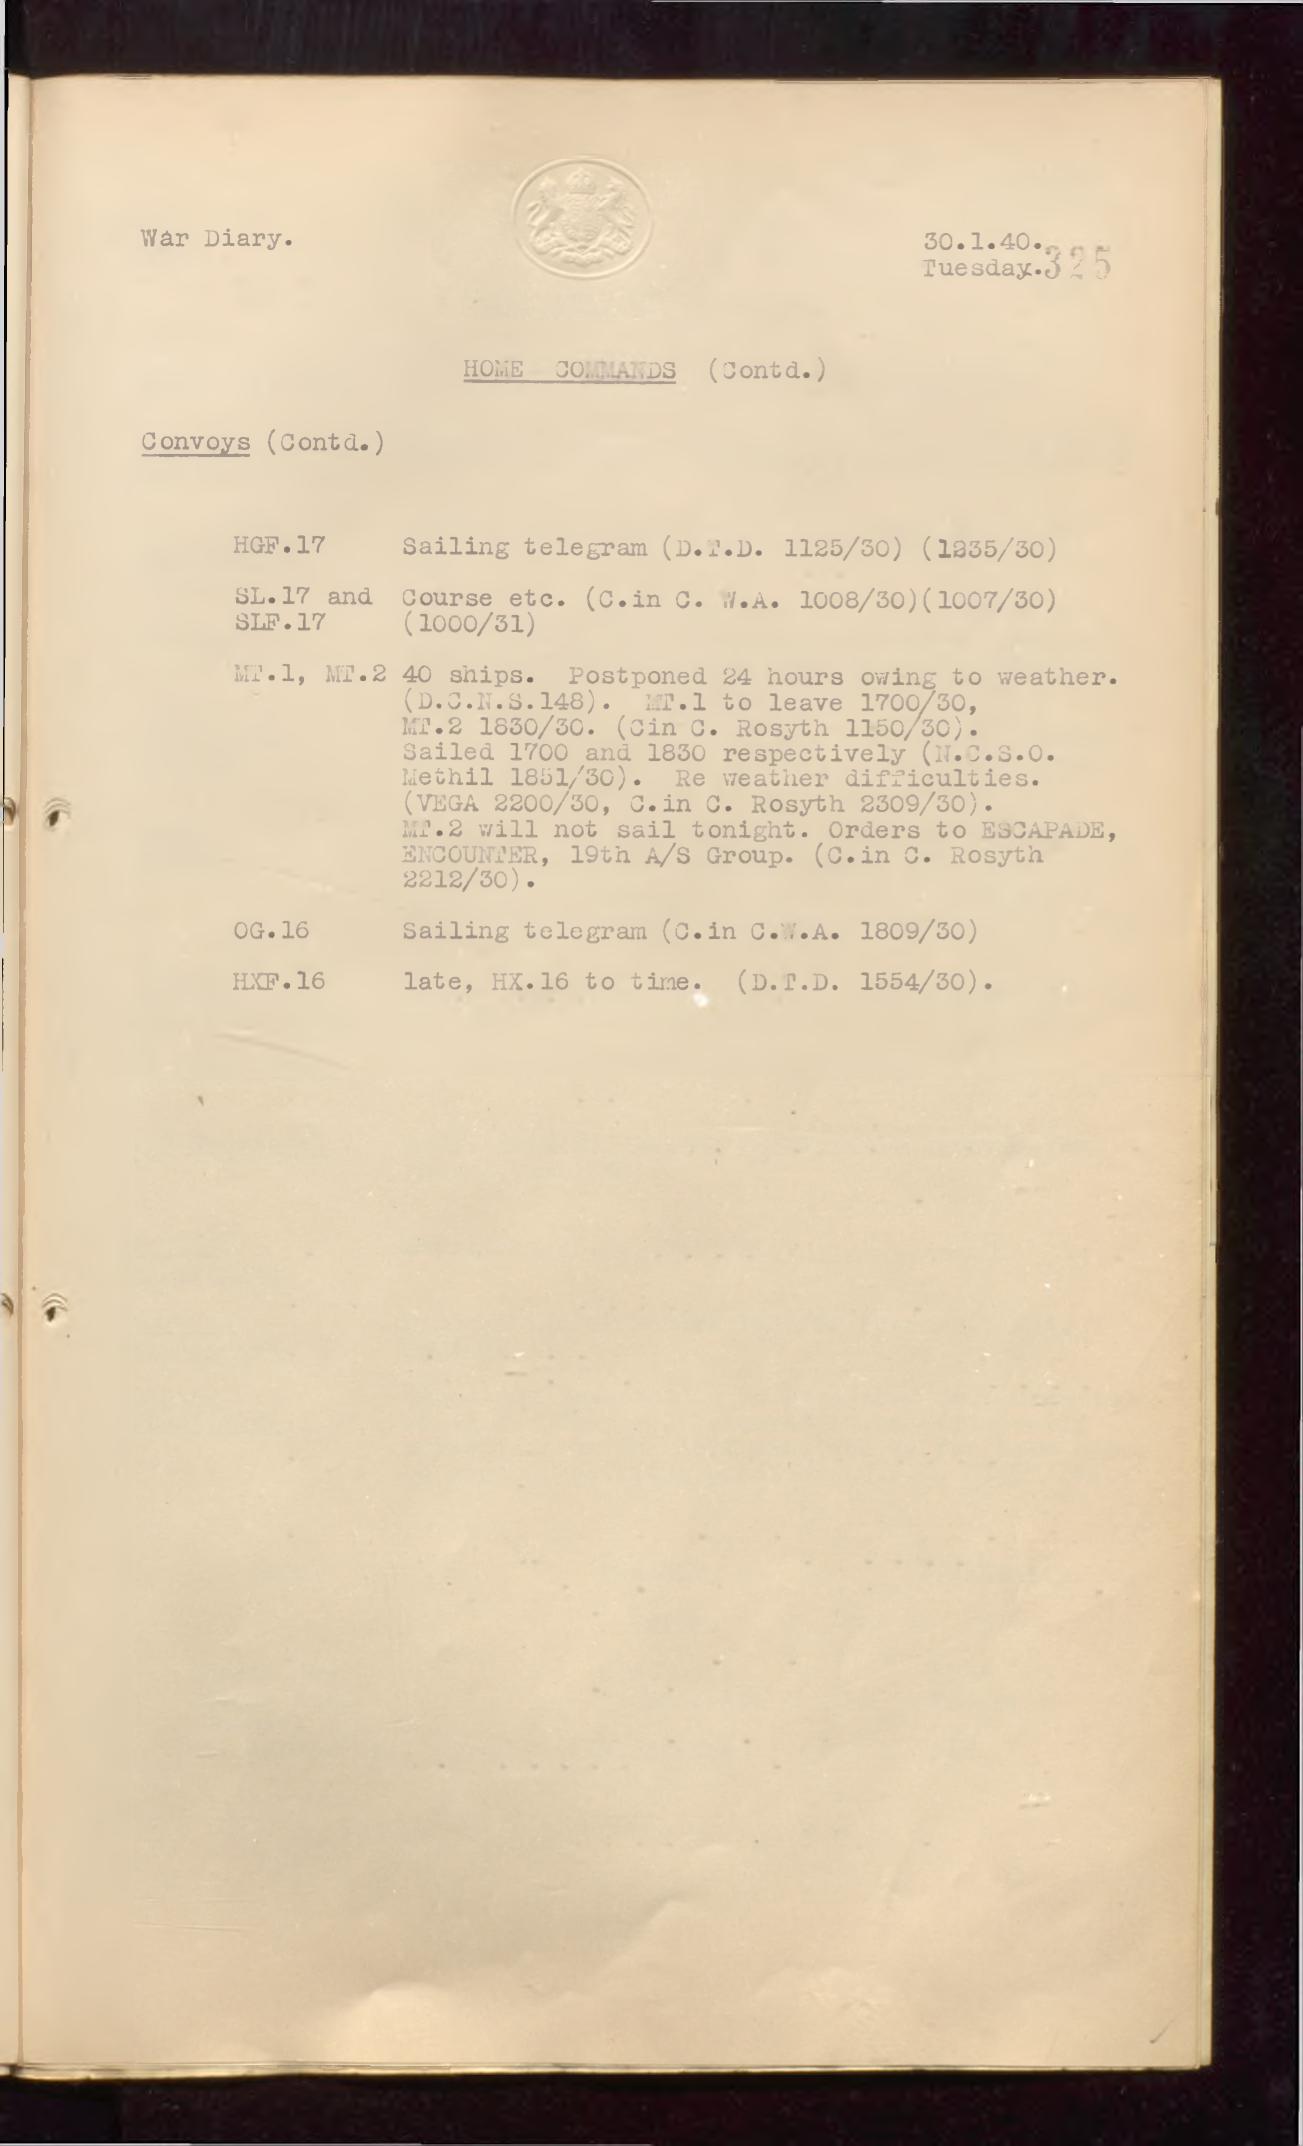 War Diary.
30.1.40.
Tuesday. 325
HOME COMMANDS (Contd.)
Convoys (Contd.)
HGF.17 Sailing telegram (D.T.D. 1125/30) (1235/30)
SL.17 and Course etc. (C.in C. W.A. 1008/30)(1007/30)
SLF.17 (1000/31)
MT.1, MT.2 40 ships. Postponed 24 hours owing to weather.
(D.C.N.S.148). MT.1 to leave 1700/30,
MT.2 1830/30. (Cin C. Rosyth 1150/30).
Sailed 1700 and 1830 respectively (N.C.S.O.
Methil 1851/30). Re weather difficulties.
(VEGA 2200/30, C.in C. Rosyth 2309/30).
MT.2 will not sail tonight. Orders to ESCAPADE,
ENCOUNTER, 19th A/S Group. (C.in C. Rosyth
2212/30).
OG.16 Sailing telegram (C.in C.W.A. 1809/30)
HXF.16 late, HX.16 to time. (D.T.D. 1554/30).